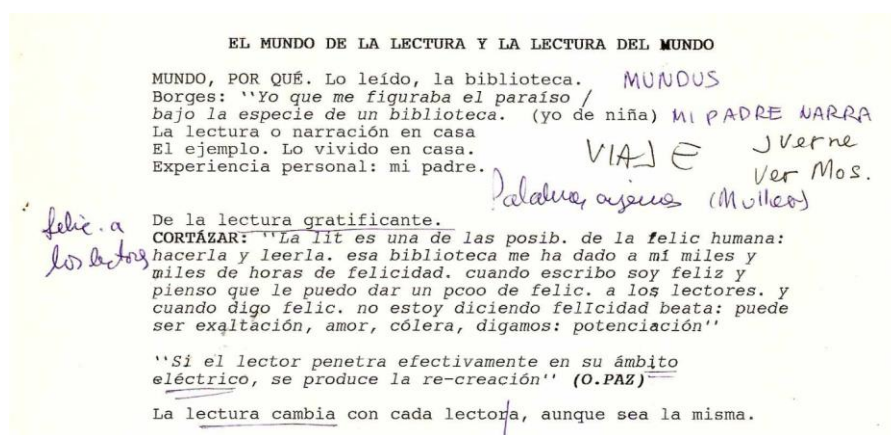 EL MUNDO DE LA LECTURA Y LA LECTURA DEL MUNDO
MUNDO, POR QUÉ. Lo leído, la biblioteca. MUNDUS
Borges: ''Yo que me figuraba el paraíso /
bajo la especie de un biblioteca. (yo de niña) MI PADRE NARRA
La lectura o narración en casa
El ejemplo. Lo vivido en casa. VIAJE J Verne
Experiencia personal: mi padre. Ver Mos.
Palabras ajenas
De la lectura gratificante.
felic. a
los lectores
CORTÁZAR: ''La lit es una de las posib. de la felic humana:
hacerla y leerla. esa biblioteca me ha dado a mí miles y
miles de horas de felicidad. cuando escribo soy feliz y
pienso que le puedo dar un pcoo de felic. a los lectores. y
cuando digo felic. no estoy diciendo felIcidad beata: puede
ser exaltación, amor, cólera, digamos: potenciación''
''Si el lector penetra efectivamente en su ámbito
eléctrico, se produce la re-creación'' (O.PAZ)
La lectura cambia con cada lectora, aunque sea la misma.